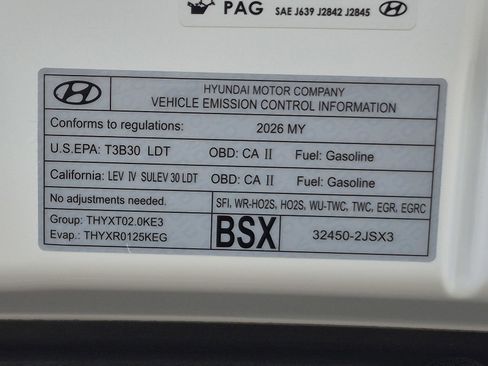 PAG SAE J639 J2842 J2845
HYUNDAI MOTOR COMPANY
VEHICLE EMISSION CONTROL INFORMATION
Conforms to regulations: 2026 MY
U.S.EPA: T3B30 LDT OBD: CA II Fuel: Gasoline
California: LEV IV SULEV 30 LDT OBD: CA II Fuel: Gasoline
No adjustments needed. SFI, WR-HO2S, HO2S, WU-TWC, TWC, EGR, EGRC
Group: THYXT02.0KE3
Evap.: THYXR0125KEG
BSX 32450-2JSX3